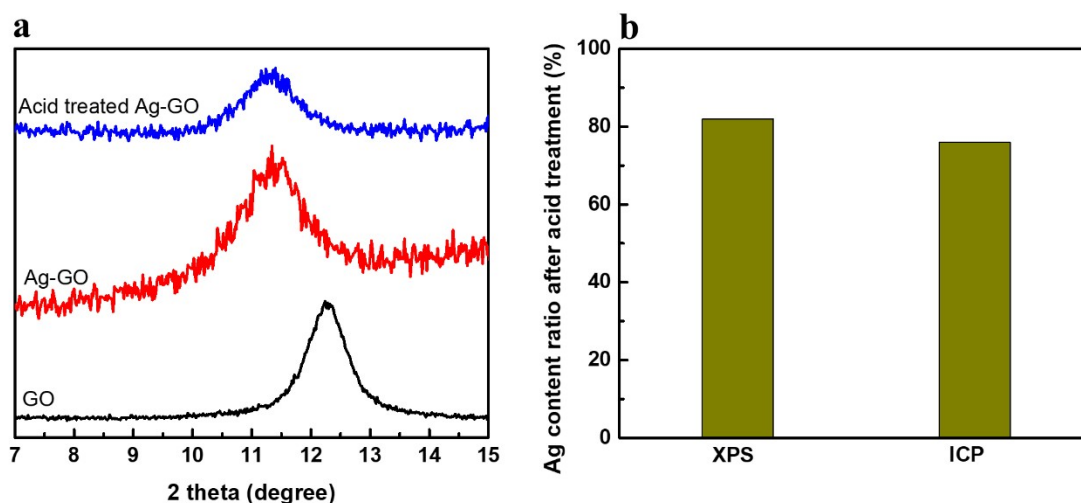 a
Acid treated Ag-GO
Ag-GO
GO
7 8 9 10 11 12 13 14 15
2 theta (degree)
b
Ag content ratio after acid treatment (%)
100
80
60
40
20
0
XPS ICP